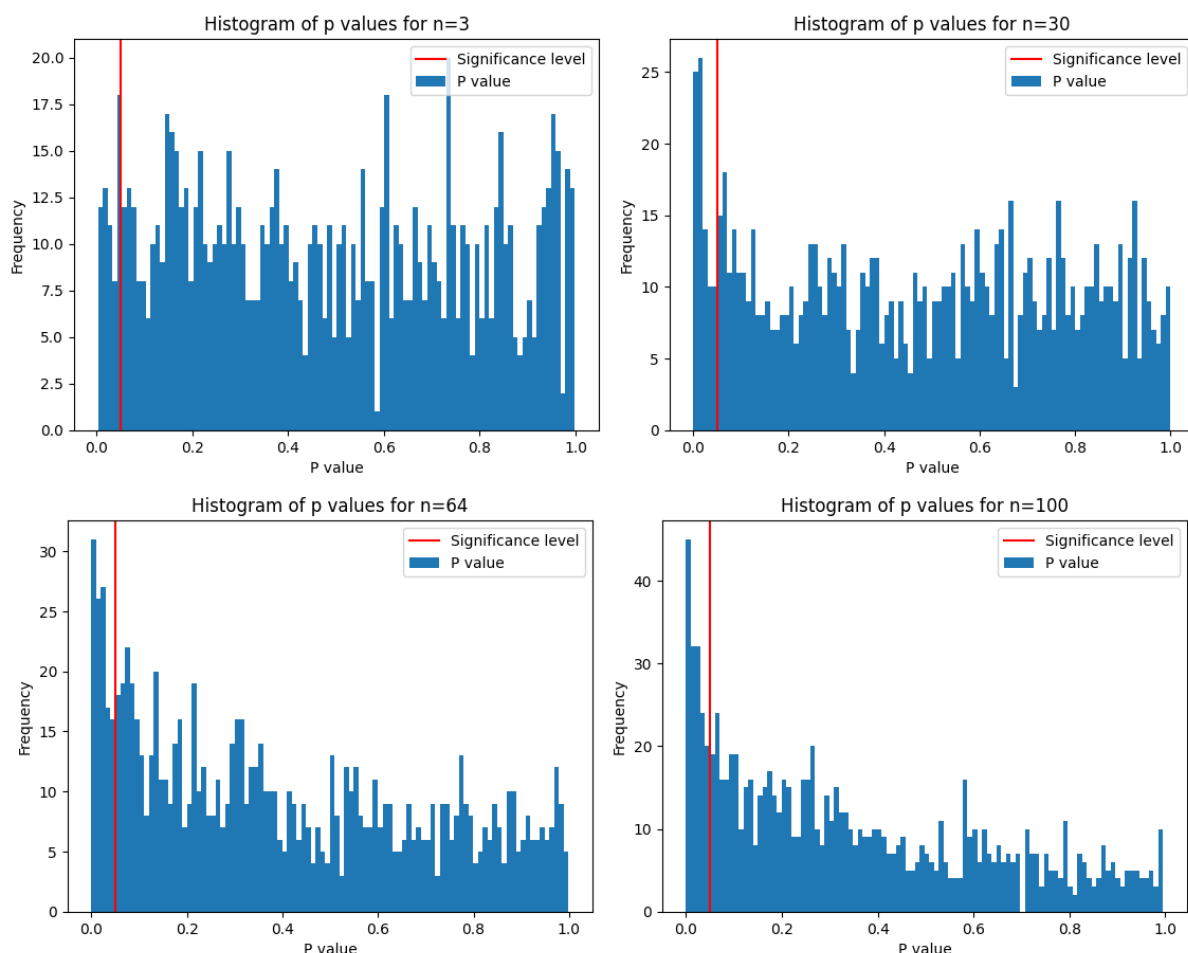 Histogram of p values for n=3
20.0
17.5
15.0
12.5
10.0
7.5
5.0
2.5
0.0
Frequency
Significance level
P value
0.0 0.2 0.4 0.6 0.8 1.0
P value
Histogram of p values for n=30
25
20
15
10
5
0
Frequency
Significance level
P value
0.0 0.2 0.4 0.6 0.8 1.0
P value
Histogram of p values for n=64
30
25
20
15
10
5
0
Frequency
Significance level
P value
0.0 0.2 0.4 0.6 0.8 1.0
P value
Histogram of p values for n=100
40
30
20
10
0
Frequency
Significance level
P value
0.0 0.2 0.4 0.6 0.8 1.0
P value